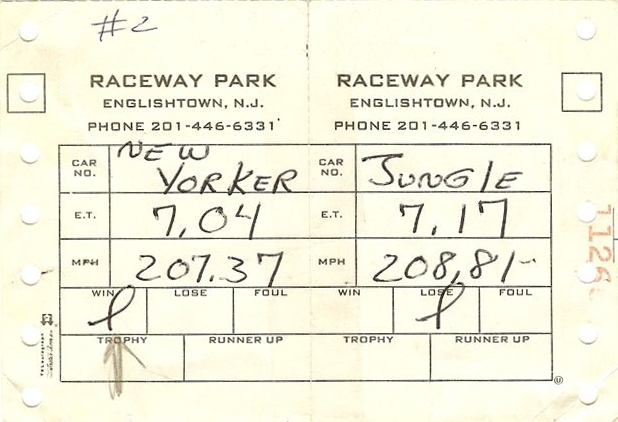 #2
RACEWAY PARK
ENGLISHTOWN, N.J.
PHONE 201-446-6331
CAR NO. NEW YORKER
E.T. 7.04
MPH 207.37
WIN LOSE FOUL
TROPHY RUNNER UP
RACEWAY PARK
ENGLISHTOWN, N.J.
PHONE 201-446-6331
CAR NO. JUNGLE
E.T. 7.17
MPH 208.81
WIN LOSE FOUL
TROPHY RUNNER UP